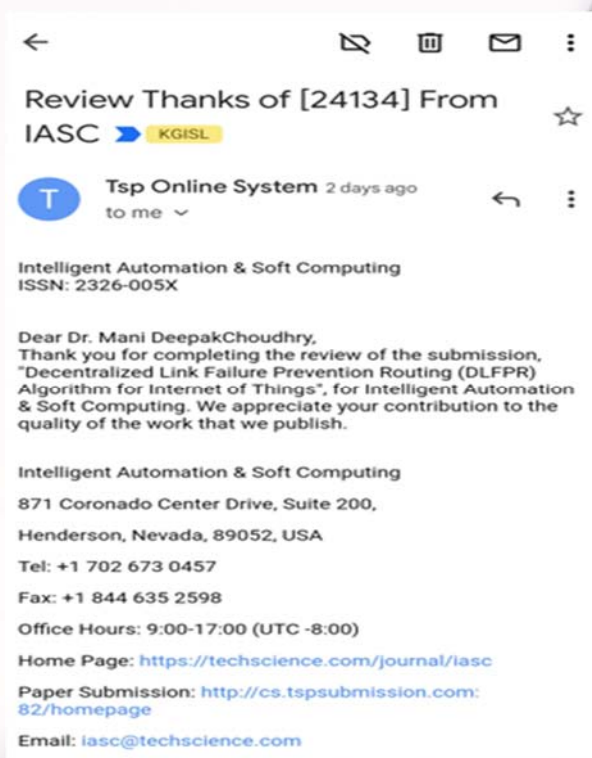 Review Thanks of [24134] From
IASC KGISL
T
Tsp Online System 2 days ago
to me
Intelligent Automation & Soft Computing
ISSN: 2326-005X
Dear Dr. Mani DeepakChoudhry,
Thank you for completing the review of the submission,
"Decentralized Link Failure Prevention Routing (DLFPR)
Algorithm for Internet of Things", for Intelligent Automation
& Soft Computing. We appreciate your contribution to the
quality of the work that we publish.
Intelligent Automation & Soft Computing
871 Coronado Center Drive, Suite 200,
Henderson, Nevada, 89052, USA
Tel: +1 702 673 0457
Fax: +1 844 635 2598
Office Hours: 9:00-17:00 (UTC -8:00)
Home Page: https://techscience.com/journal/iasc
Paper Submission: http://cs.tspsubmission.com:
82/homepage
Email: iasc@techscience.com